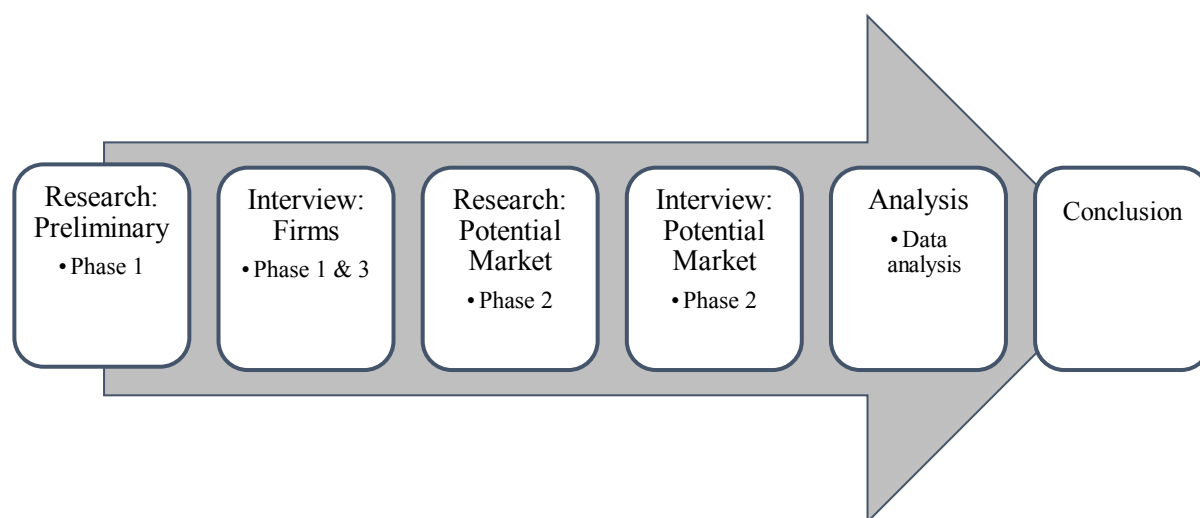 Research:
Preliminary
• Phase 1
Interview:
Firms
• Phase 1 & 3
Research:
Potential
Market
• Phase 2
Interview:
Potential
Market
• Phase 2
Analysis
• Data
analysis
Conclusion